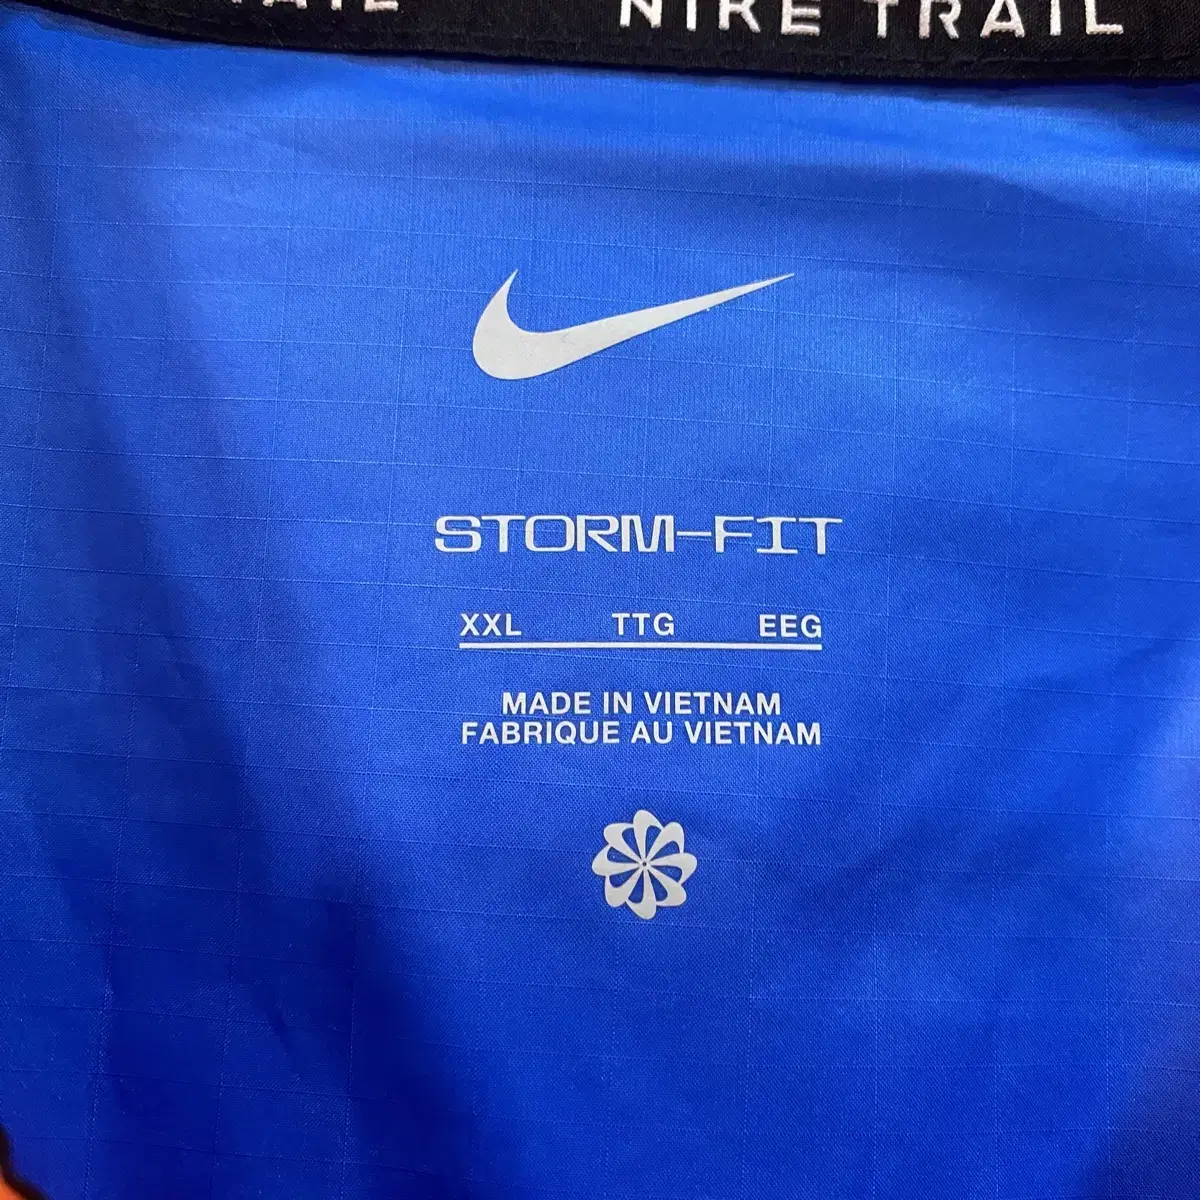 NIKE TRAIL
STORM-FIT
XXL TTG EEG
MADE IN VIETNAM
FABRIQUE AU VIETNAM